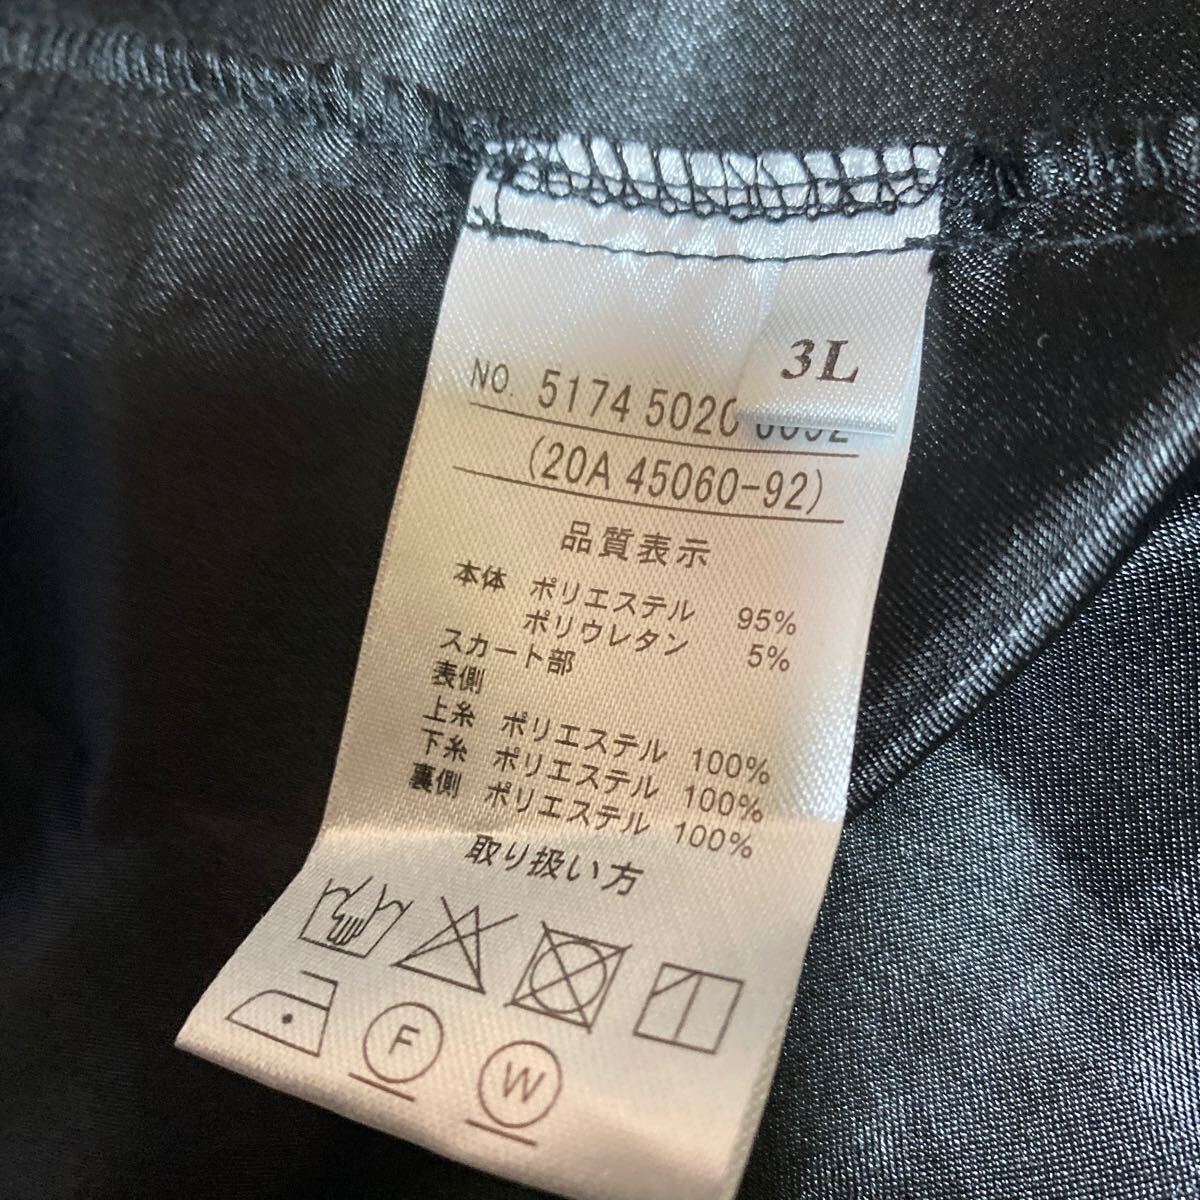 3L
NO. 5174 5020
(20A 45060-92)
品質表示
本体 ポリエステル 95%
ポリウレタン 5%
スカート部
表側
上糸 ポリエステル 100%
下糸 ポリエステル 100%
裏側 ポリエステル 100%
取り扱い方
F
W